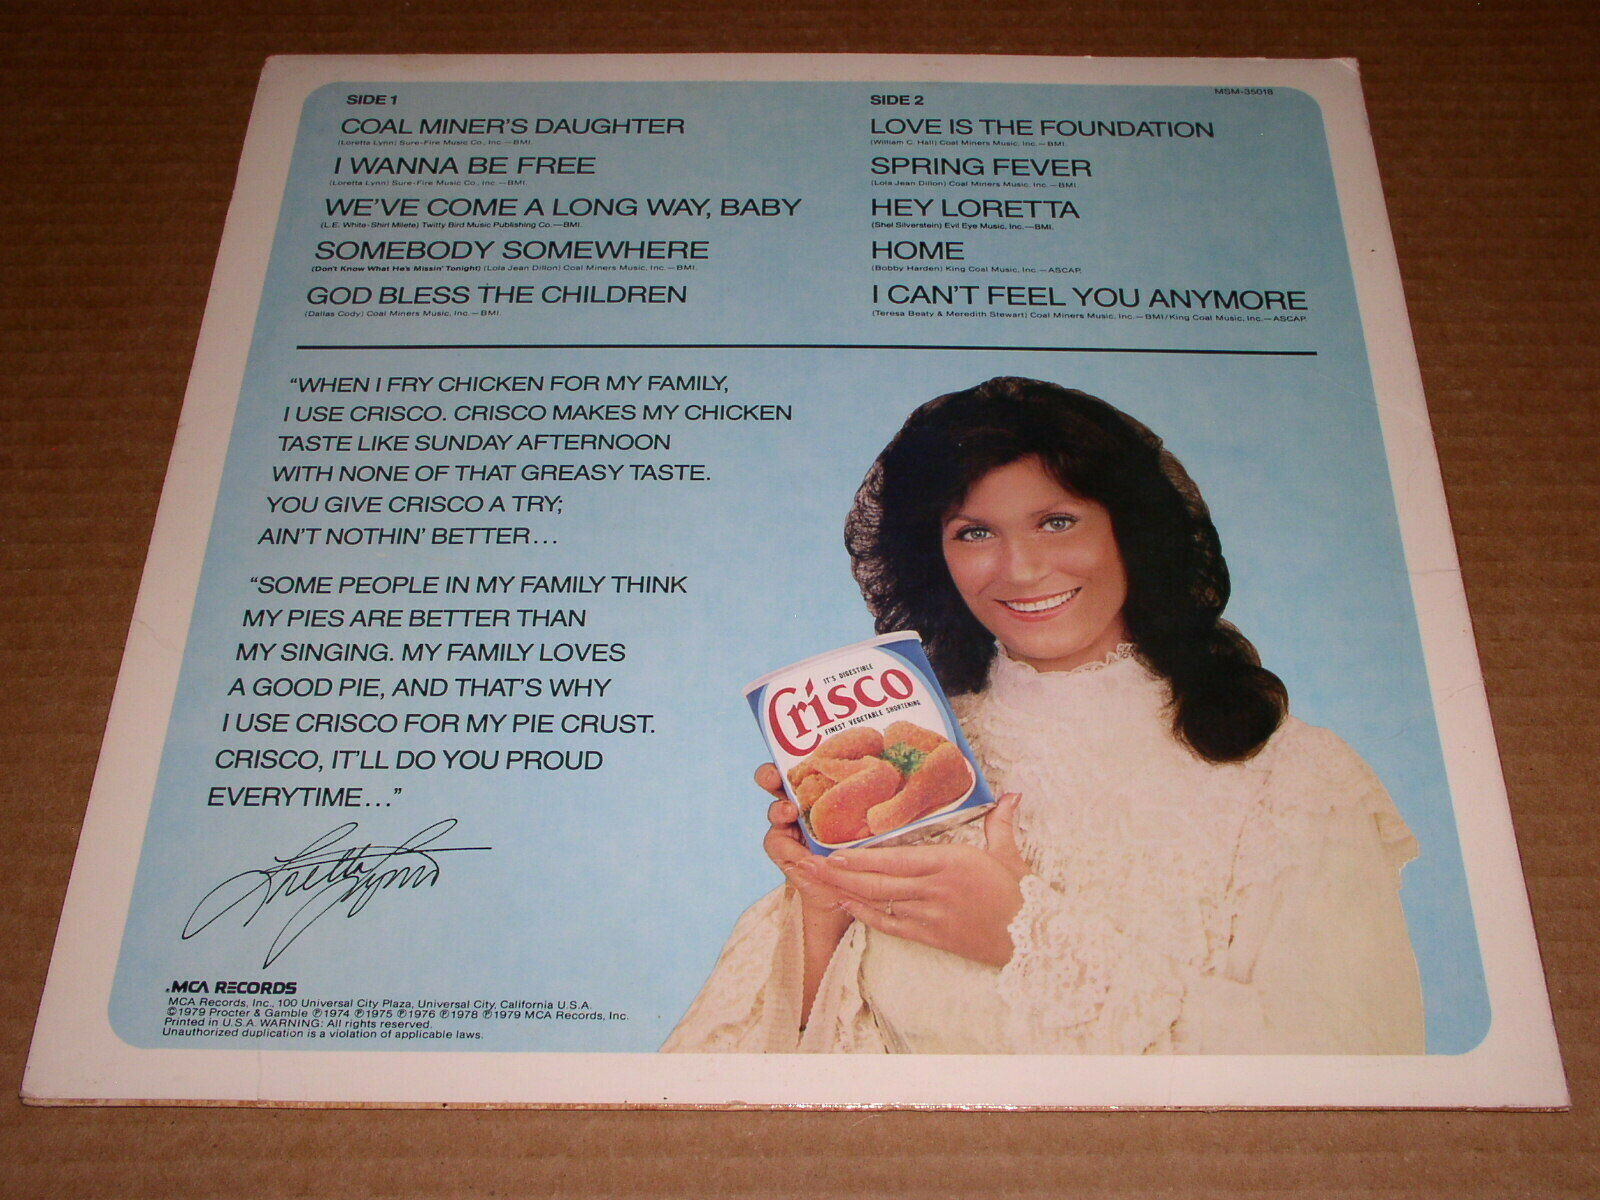 MSM-35018
SIDE 1
COAL MINER'S DAUGHTER
(Loretta Lynn) Sure-Fire Music Co., Inc.—BMI.
I WANNA BE FREE
(Loretta Lynn) Sure-Fire Music Co., Inc.—BMI.
WE'VE COME A LONG WAY, BABY
(L.E. White-Shirl Milete) Twitty Bird Music Publishing Co.—BMI.
SOMEBODY SOMEWHERE
(Don't Know What He's Missin' Tonight) (Lola Jean Dillon) Coal Miners Music, Inc.—BMI.
GOD BLESS THE CHILDREN
(Dallas Cody) Coal Miners Music, Inc.—BMI.
SIDE 2
LOVE IS THE FOUNDATION
(William C. Hall) Coal Miners Music, Inc.—BMI.
SPRING FEVER
(Lola Jean Dillon) Coal Miners Music, Inc.—BMI.
HEY LORETTA
(Shel Silverstein) Evil Eye Music, Inc.—BMI.
HOME
(Bobby Harden) King Coal Music, Inc.—ASCAP.
I CAN'T FEEL YOU ANYMORE
(Teresa Beaty & Meredith Stewart) Coal Miners Music, Inc.—BMI/King Coal Music, Inc.—ASCAP.
"WHEN I FRY CHICKEN FOR MY FAMILY,
I USE CRISCO. CRISCO MAKES MY CHICKEN
TASTE LIKE SUNDAY AFTERNOON
WITH NONE OF THAT GREASY TASTE.
YOU GIVE CRISCO A TRY;
AIN'T NOTHIN' BETTER...
"SOME PEOPLE IN MY FAMILY THINK
MY PIES ARE BETTER THAN
MY SINGING. MY FAMILY LOVES
A GOOD PIE, AND THAT'S WHY
I USE CRISCO FOR MY PIE CRUST.
CRISCO, IT'LL DO YOU PROUD
EVERYTIME..."
Loretta Lynn
IT'S DIGESTIBLE
Crisco
FINEST VEGETABLE SHORTENING
MCA RECORDS
MCA Records, Inc., 100 Universal City Plaza, Universal City, California U.S.A.
©1979 Procter & Gamble ℗1974 ℗1975 ℗1976 ℗1978 ℗1979 MCA Records, Inc.
Printed in U.S.A. WARNING: All rights reserved.
Unauthorized duplication is a violation of applicable laws.